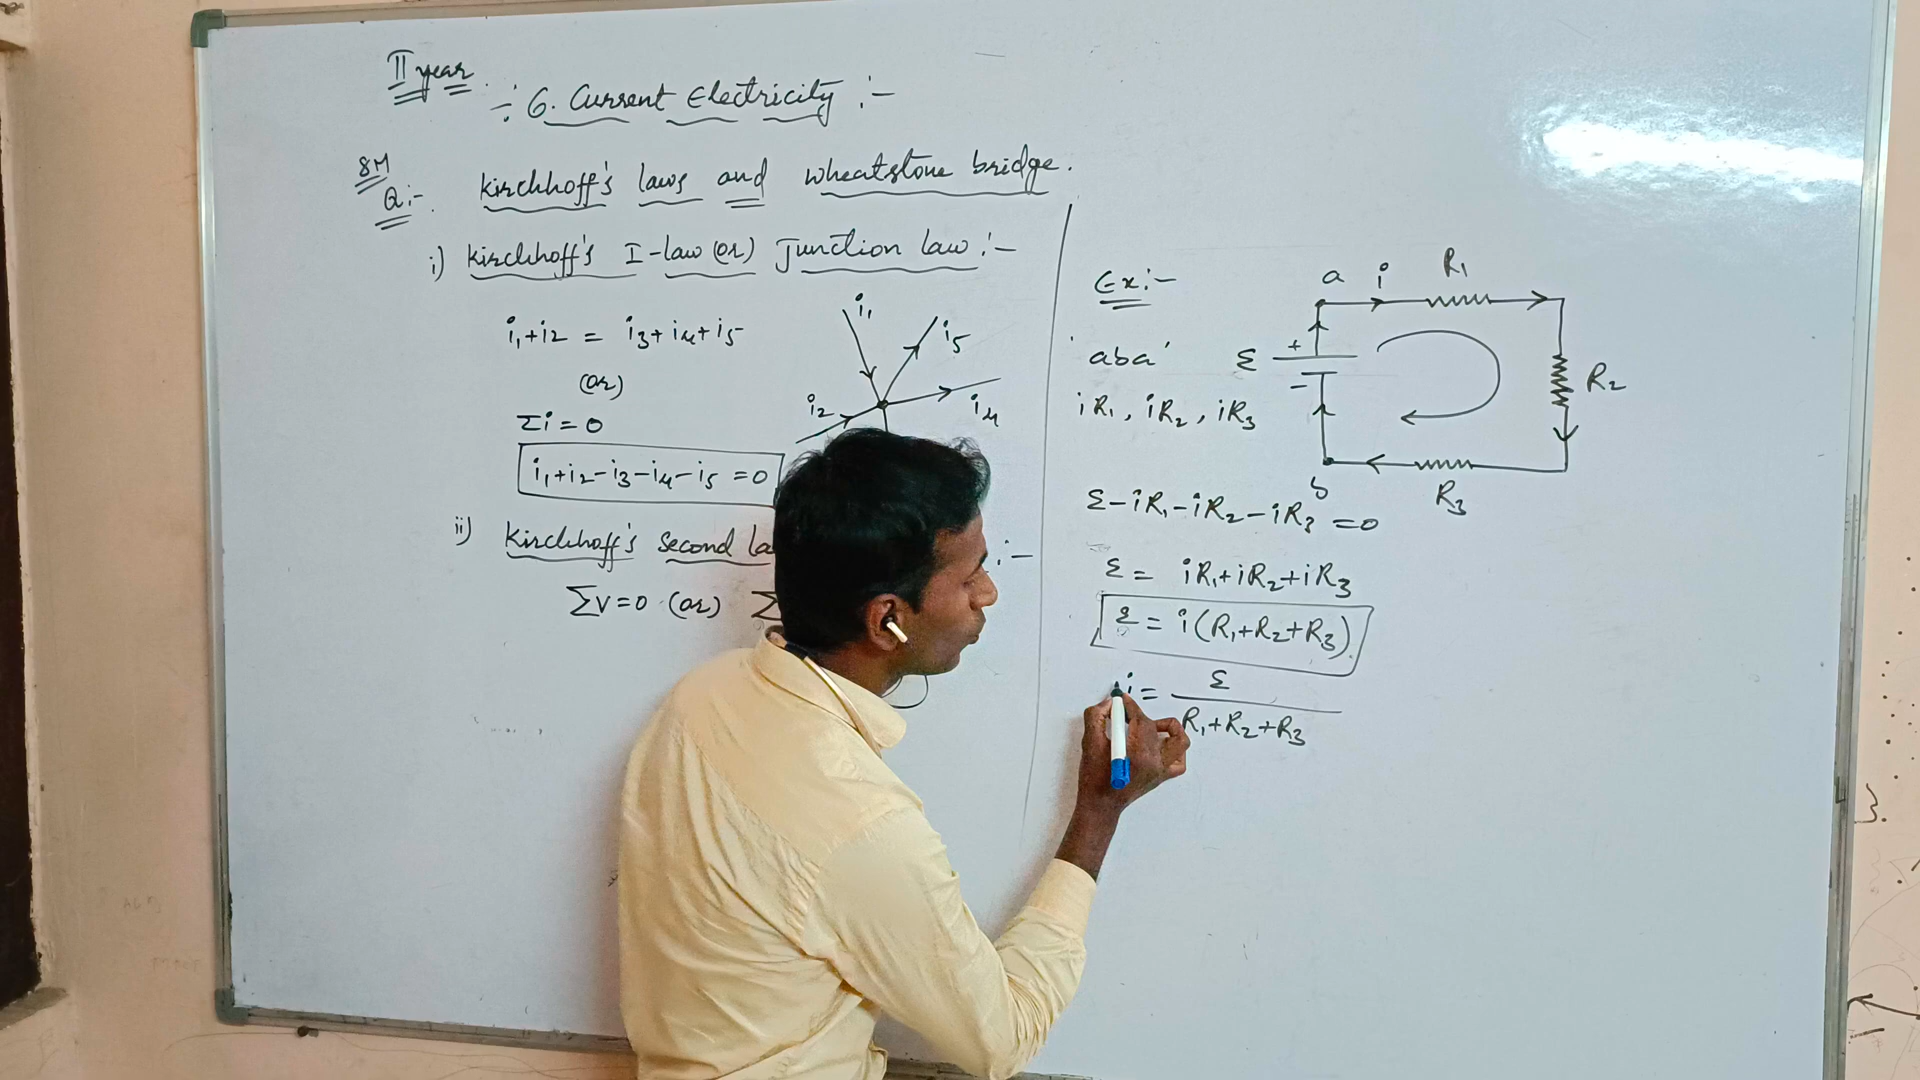 II year
:- 6. Current Electricity :-
8M
Q:- Kirchhoff's laws and Wheatstone bridge.
i) Kirchhoff's I-law (or) Junction law :-
i₁+i₂ = i₃+i₄+i₅
(or)
Σi = 0
i₁+i₂-i₃-i₄-i₅ = 0
i₁
i₅
i₂
i₄
ii) Kirchhoff's Second la :-
ΣV=0 (or) Σ
Ex:-
a i R₁
'aba'
ε + -
R₂
iR₁, iR₂, iR₃
b R₃
ε-iR₁-iR₂-iR₃ =0
ε = iR₁+iR₂+iR₃
ε = i(R₁+R₂+R₃).
i = ε
R₁+R₂+R₃